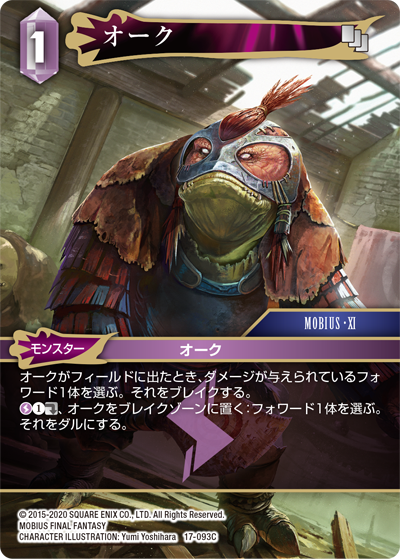 1
オーク
MOBIUS・XI
モンスター
オーク
オークがフィールドに出たとき、ダメージが与えられているフォ
ワード1体を選ぶ。それをブレイクする。
1、オークをブレイクゾーンに置く：フォワード1体を選ぶ。
それをダルにする。
© 2015-2020 SQUARE ENIX CO., LTD. All Rights Reserved.
MOBIUS FINAL FANTASY
CHARACTER ILLUSTRATION: Yumi Yoshihara 17-093C